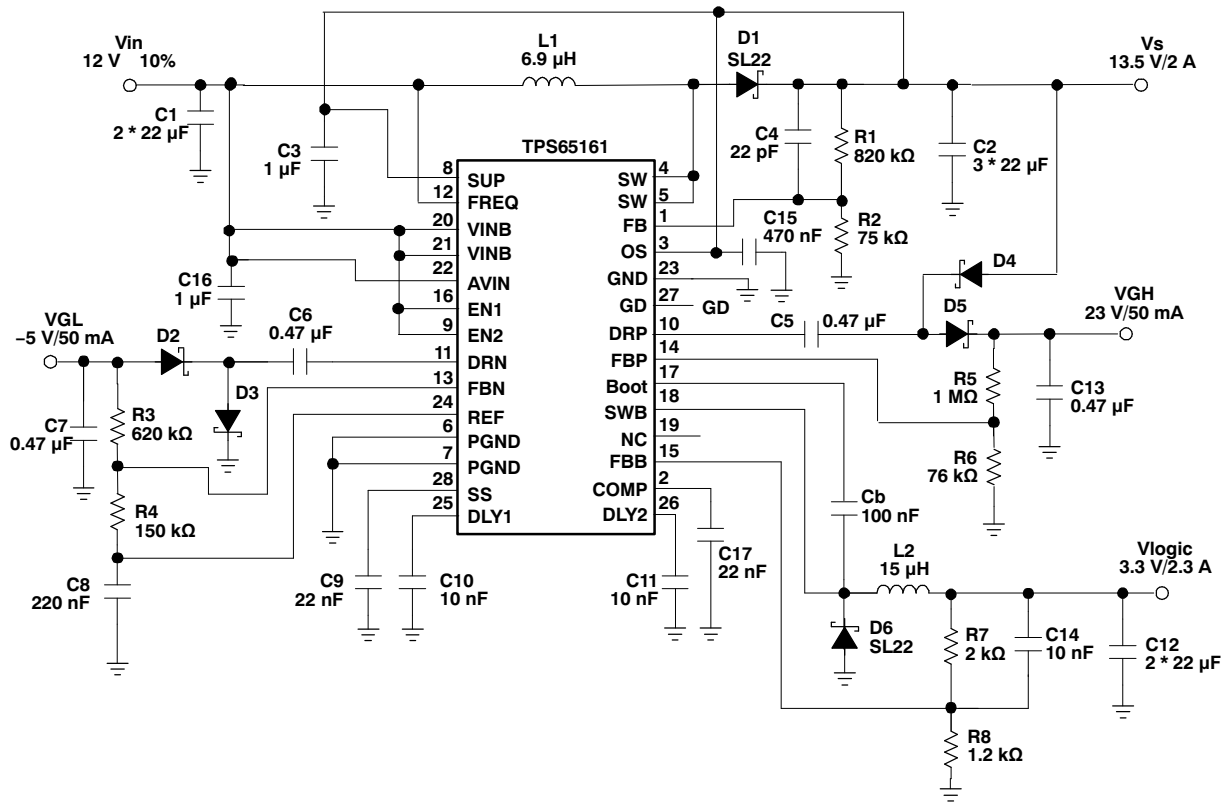 Vin
12 V 10%
L1
6.9 µH
D1
SL22
Vs
13.5 V/2 A
C1
2 * 22 µF
C3
1 µF
TPS65161
C4
22 pF
R1
820 kΩ
C2
3 * 22 µF
8
SUP
12
FREQ
20
VINB
21
VINB
22
AVIN
16
EN1
9
EN2
11
DRN
13
FBN
24
REF
6
PGND
7
PGND
28
SS
25
DLY1
4
SW
5
SW
1
FB
3
OS
23
GND
27
GD
GD
10
DRP
14
FBP
17
Boot
18
SWB
19
NC
15
FBB
2
COMP
26
DLY2
C15
470 nF
R2
75 kΩ
C16
1 µF
D4
D5
VGH
23 V/50 mA
VGL
–5 V/50 mA
D2
C6
0.47 µF
C5
0.47 µF
D3
R3
620 kΩ
C7
0.47 µF
R5
1 MΩ
C13
0.47 µF
R4
150 kΩ
R6
76 kΩ
C8
220 nF
C9
22 nF
C10
10 nF
C11
10 nF
C17
22 nF
Cb
100 nF
L2
15 µH
Vlogic
3.3 V/2.3 A
D6
SL22
R7
2 kΩ
C14
10 nF
C12
2 * 22 µF
R8
1.2 kΩ